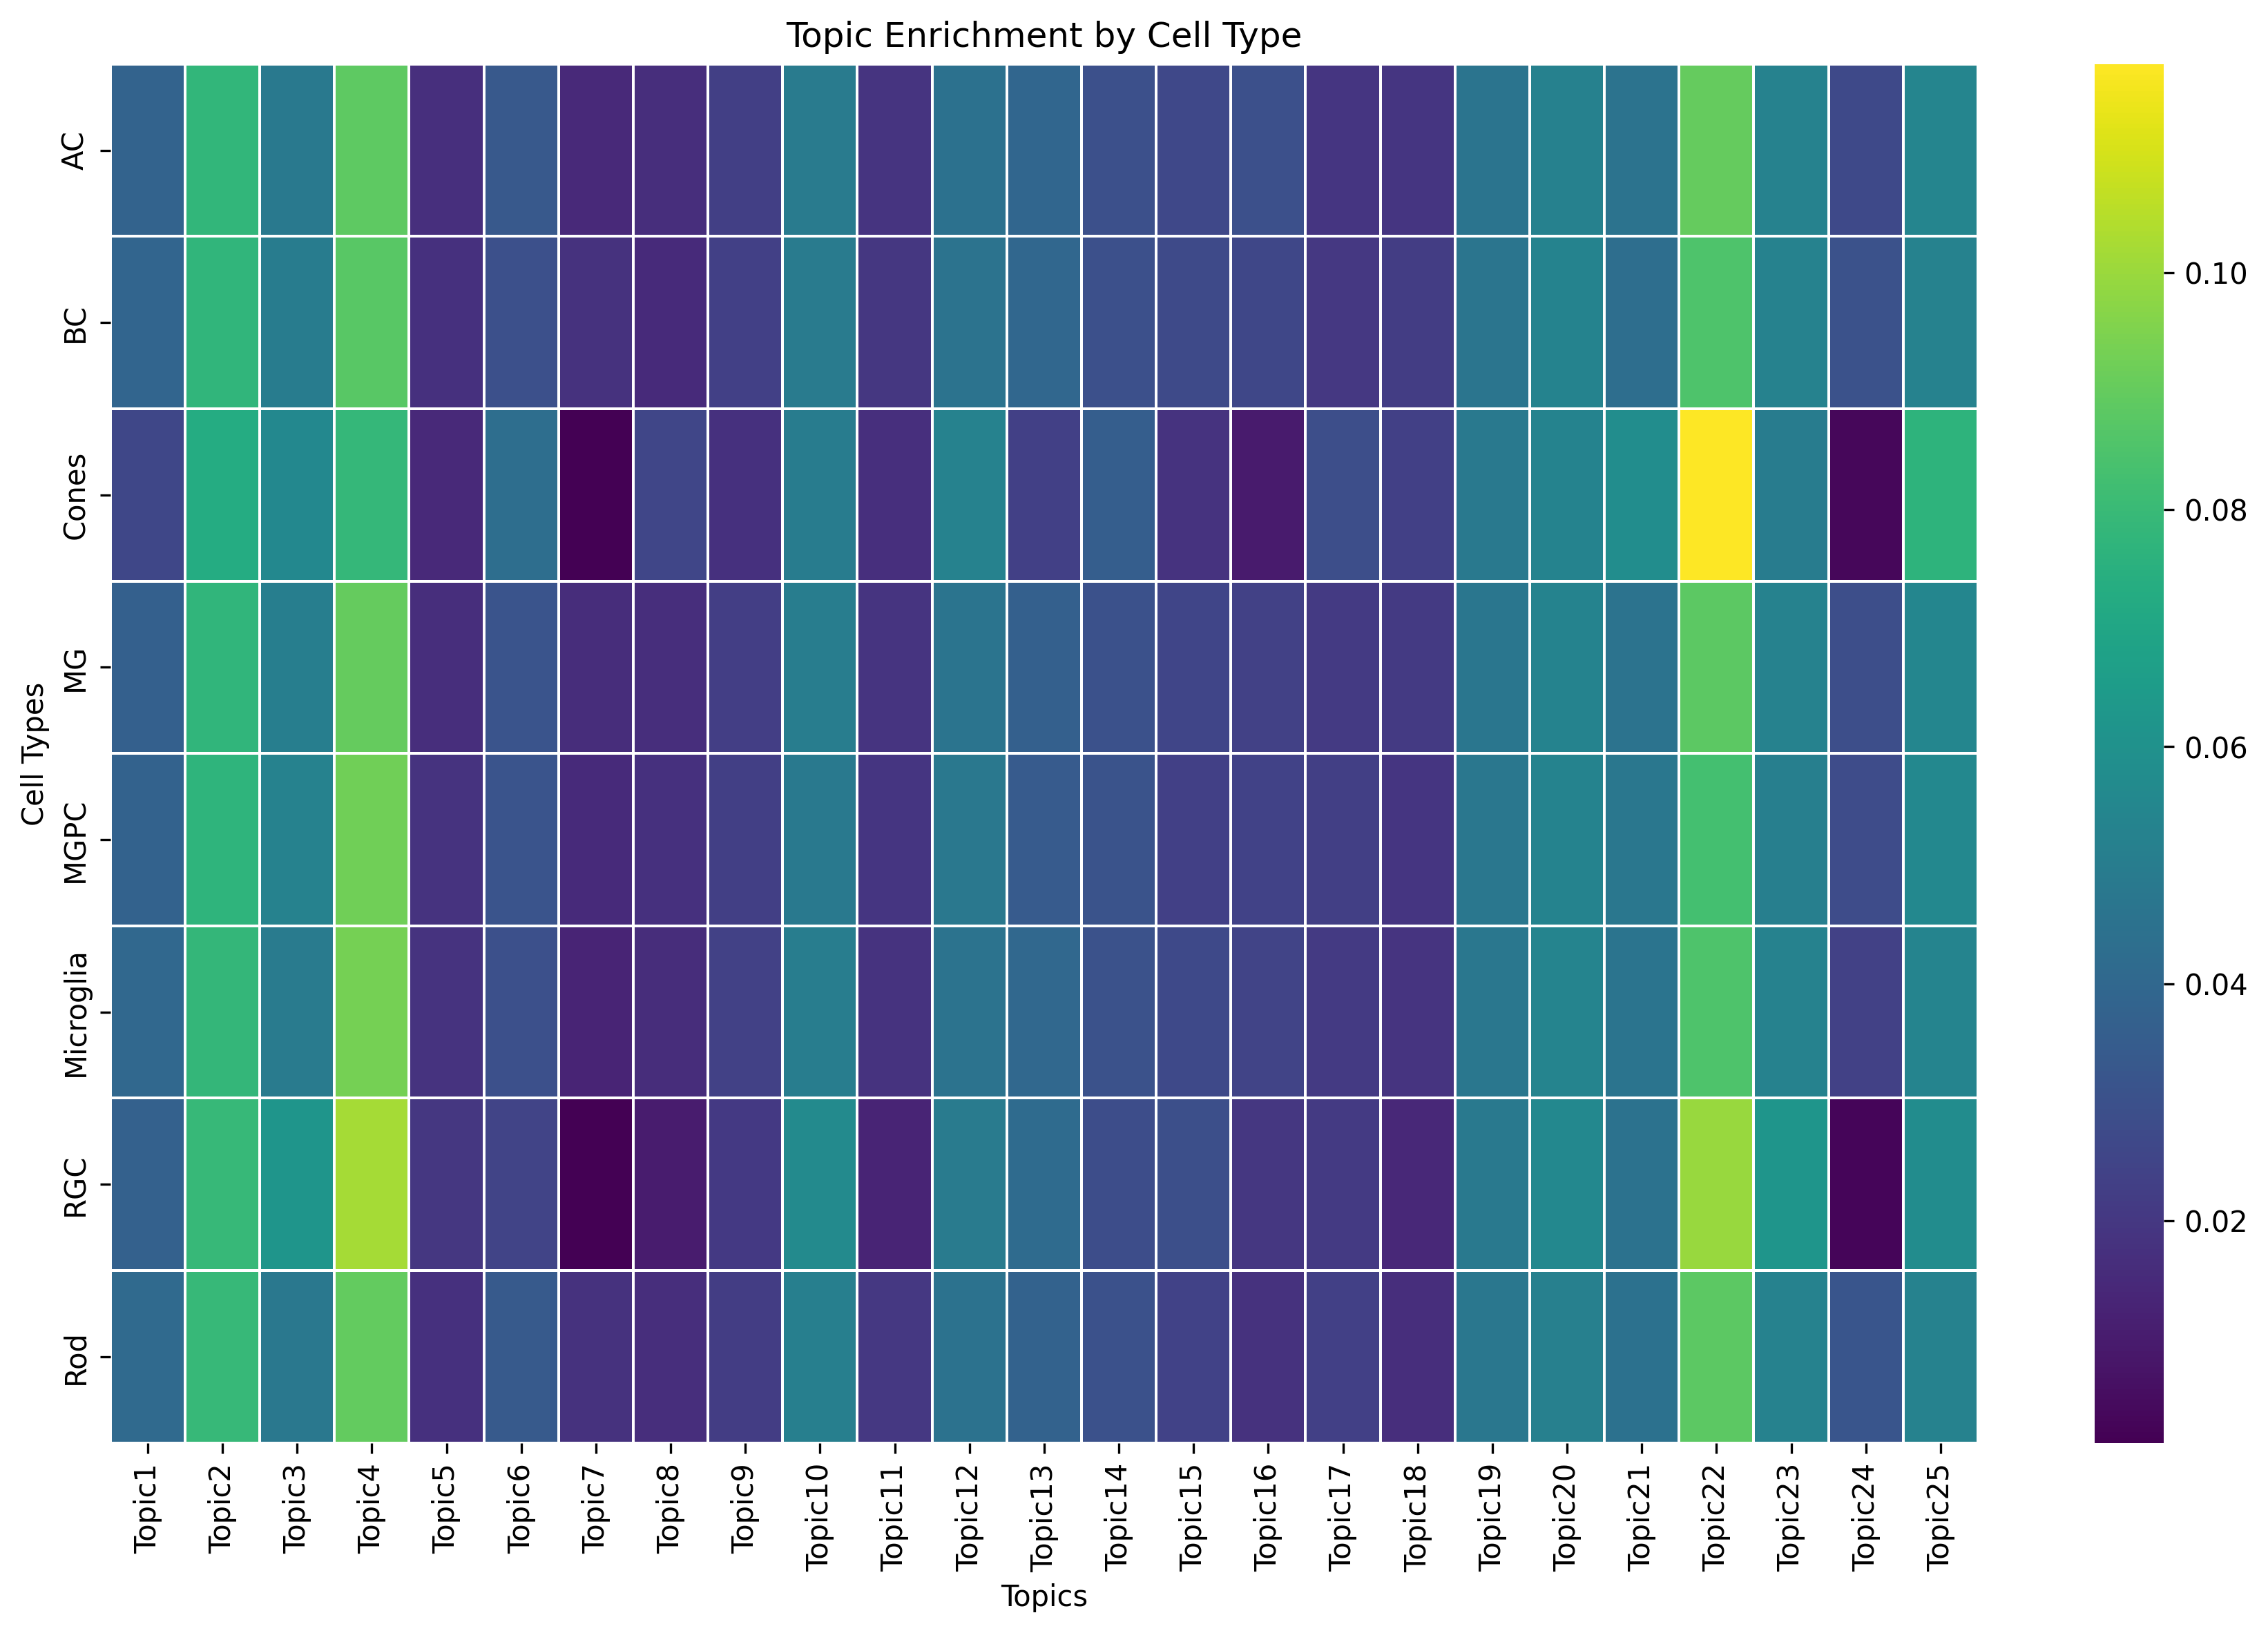 Topic Enrichment by Cell Type
Cell Types
AC
BC
Cones
MG
MGPC
Microglia
RGC
Rod
Topic1
Topic2
Topic3
Topic4
Topic5
Topic6
Topic7
Topic8
Topic9
Topic10
Topic11
Topic12
Topic13
Topic14
Topic15
Topic16
Topic17
Topic18
Topic19
Topic20
Topic21
Topic22
Topic23
Topic24
Topic25
Topics
0.10
0.08
0.06
0.04
0.02